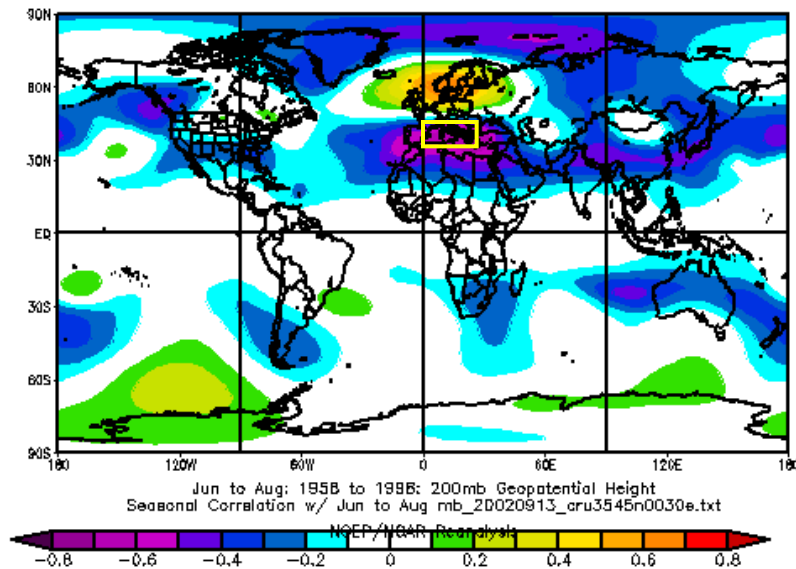 90N
60N
30N
EQ
30S
60S
90S
180 120W 60W 0 60E 120E 180
Jun to Aug: 1958 to 1998: 200mb Geopotential Height
Seasonal Correlation w/ Jun to Aug mb_20020913_cru3545n0030e.txt
NCEP/NCAR Reanalysis
-0.8 -0.6 -0.4 -0.2 0 0.2 0.4 0.6 0.8